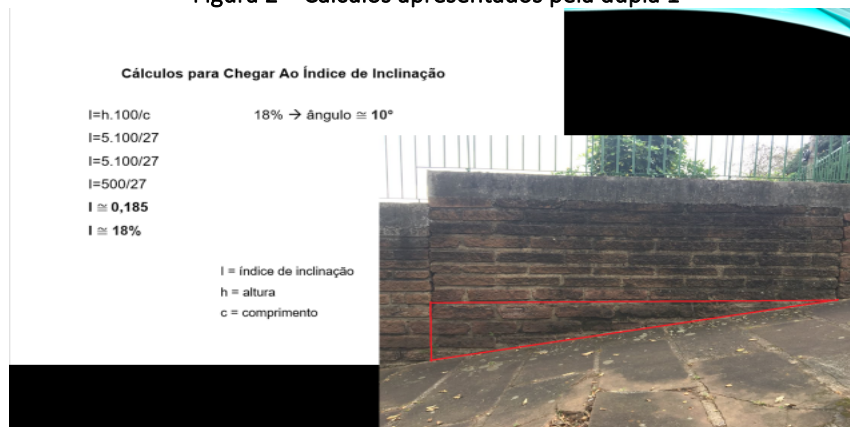 Figura 2 – Cálculos apresentados pela dupla 1
Cálculos para Chegar Ao Índice de Inclinação
I=h.100/c
18% → ângulo ≅ 10°
I=5.100/27
I=5.100/27
I=500/27
I ≅ 0,185
I ≅ 18%
I = índice de inclinação
h = altura
c = comprimento